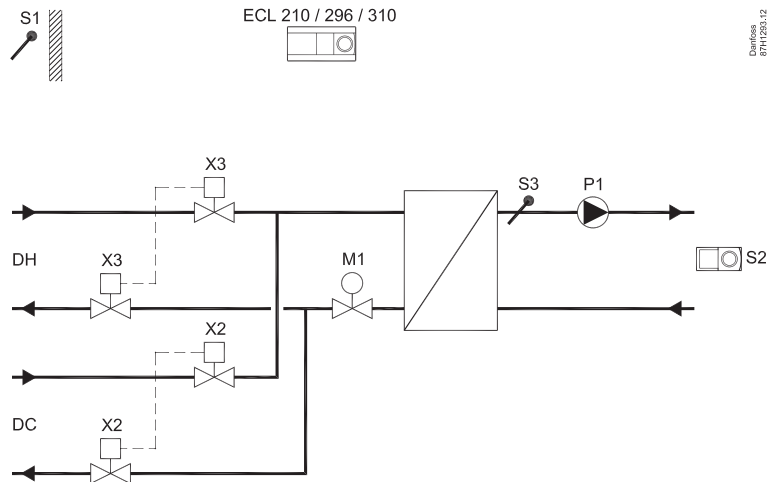 S1
ECL 210 / 296 / 310
Danfoss
87H1293.12
X3
S3
P1
DH
X3
M1
S2
X2
DC
X2